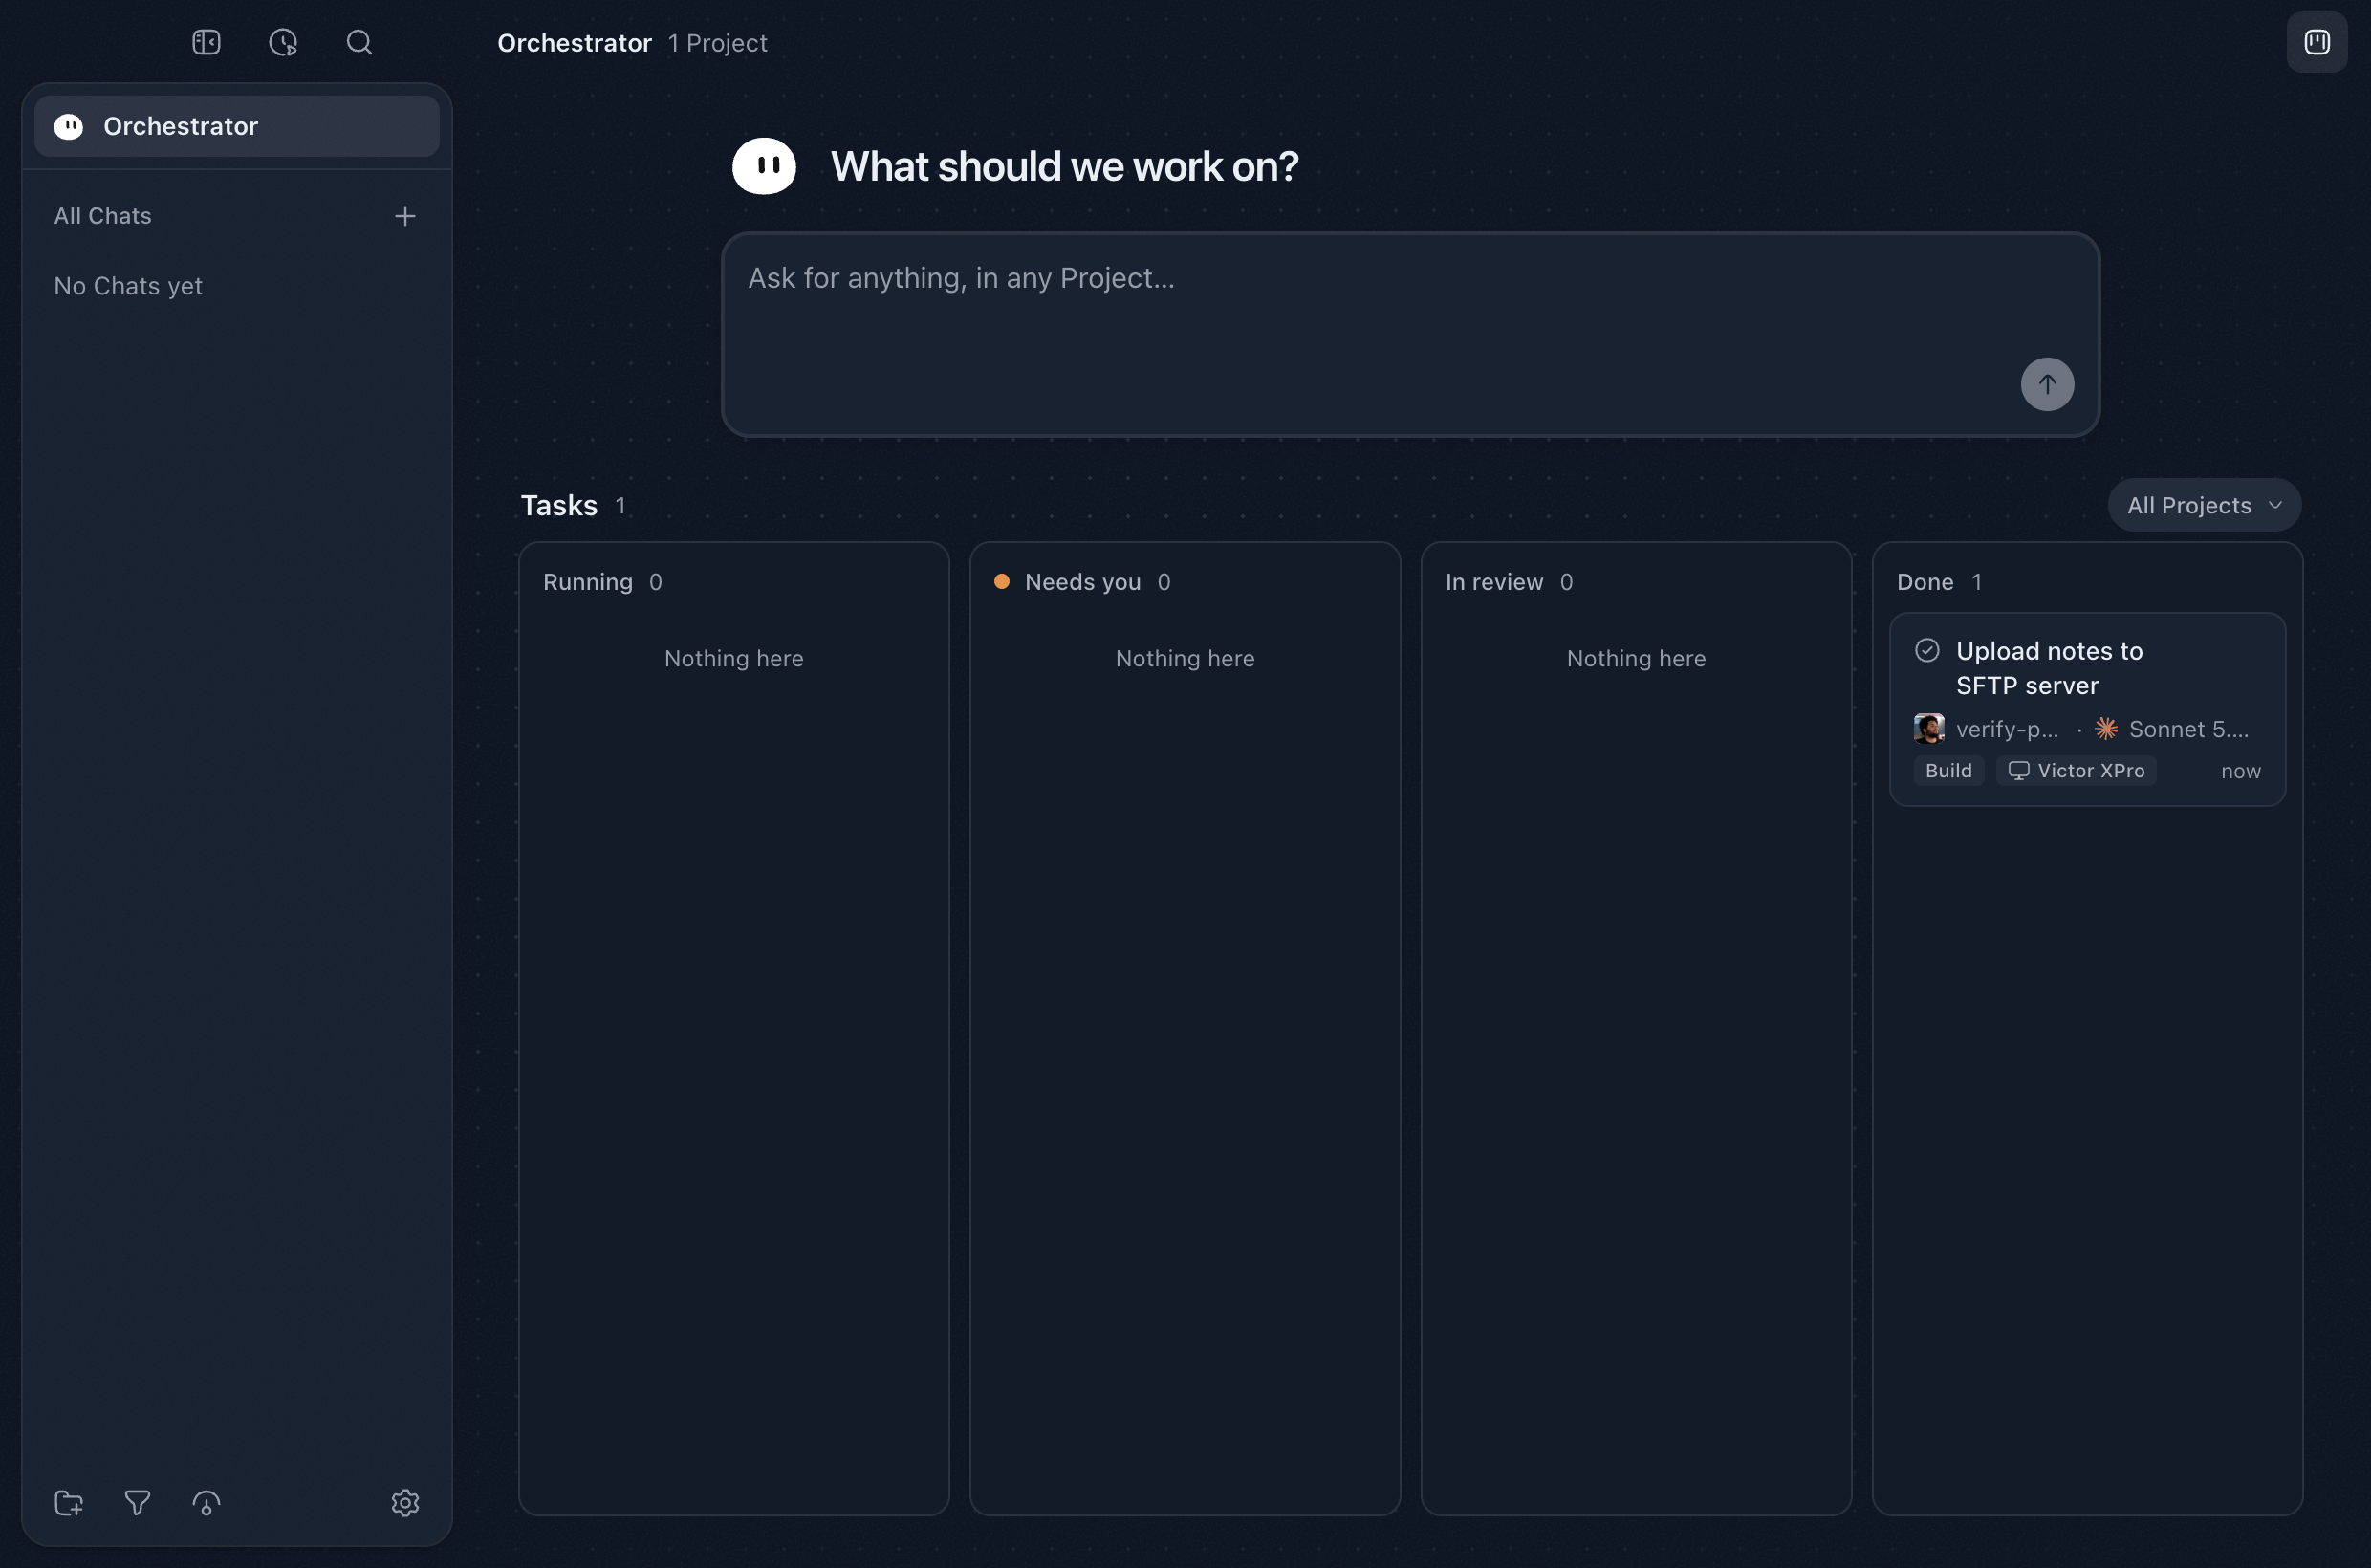 Orchestrator 1 Project
Orchestrator
All Chats
No Chats yet
What should we work on?
Ask for anything, in any Project...
Tasks 1
All Projects
Running 0
Nothing here
Needs you 0
Nothing here
In review 0
Nothing here
Done 1
Upload notes to
SFTP server
verify-p... · Sonnet 5....
Build Victor XPro now